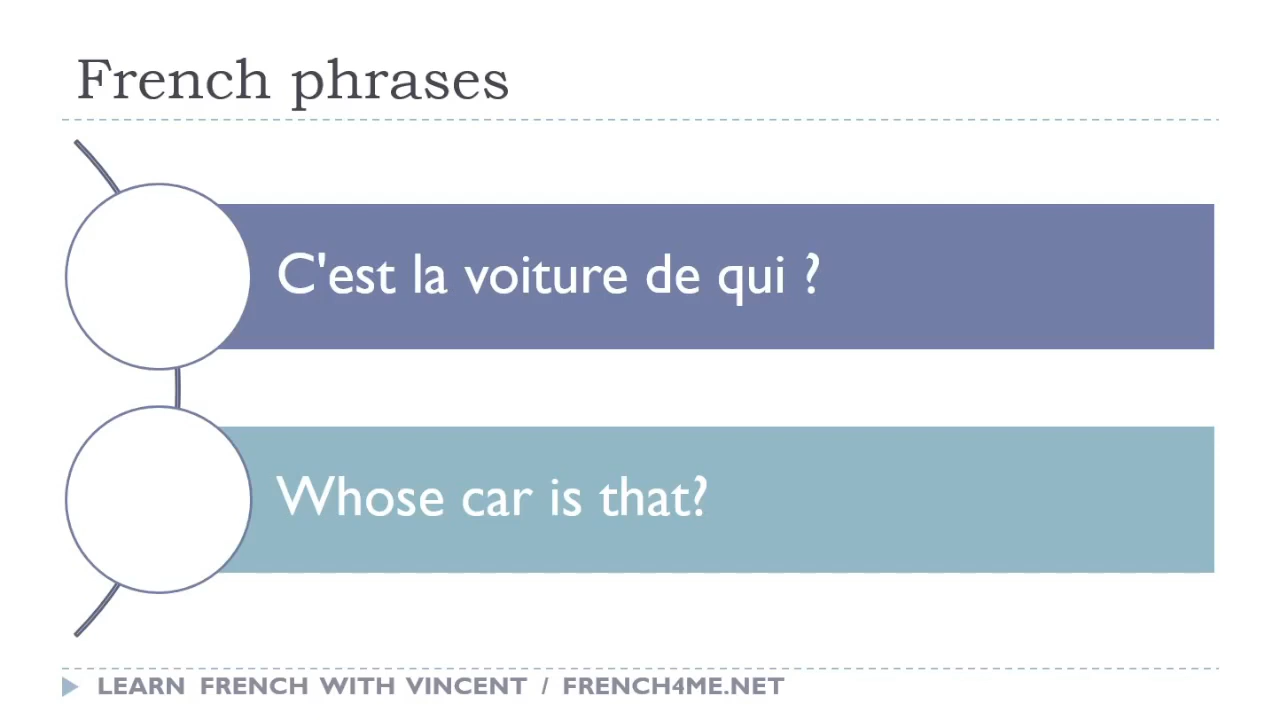 French phrases
C'est la voiture de qui ?
Whose car is that?
LEARN FRENCH WITH VINCENT / FRENCH4ME.NET